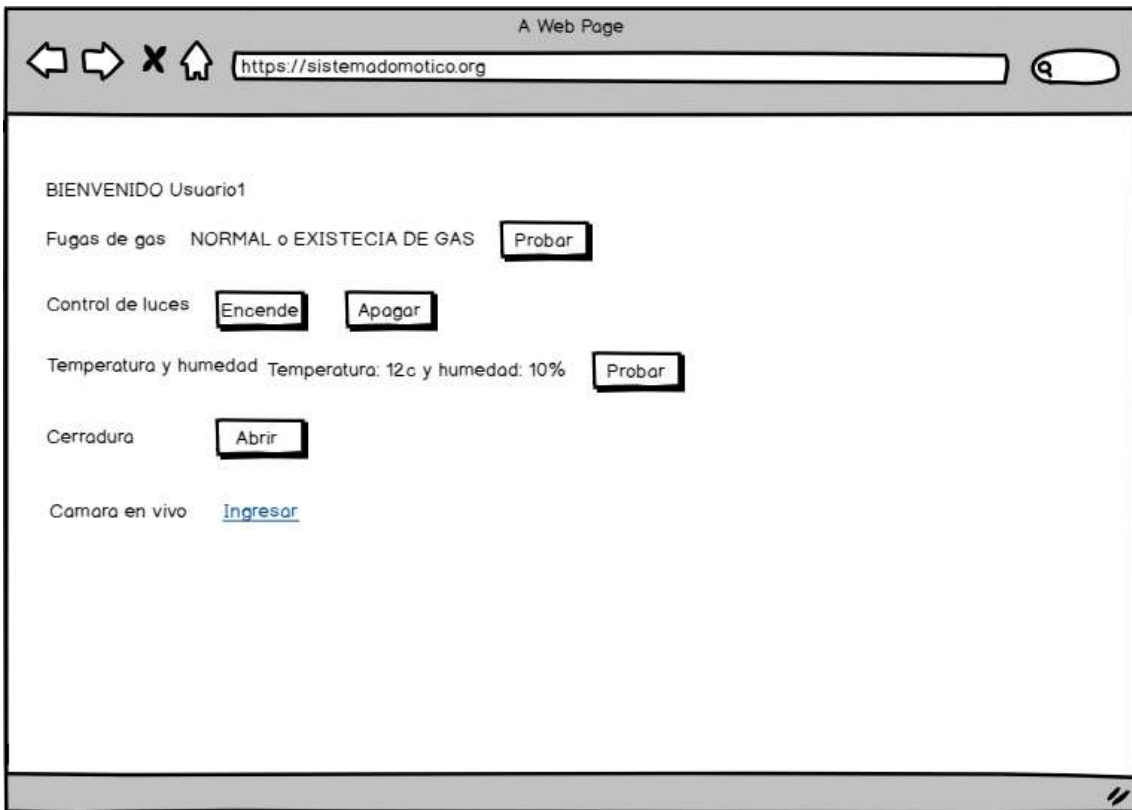 A Web Page
https://sistemadomotico.org
BIENVENIDO Usuario1
Fugas de gas NORMAL o EXISTECIA DE GAS Probar
Control de luces Encende Apagar
Temperatura y humedad Temperatura: 12c y humedad: 10% Probar
Cerradura Abrir
Camara en vivo Ingresar